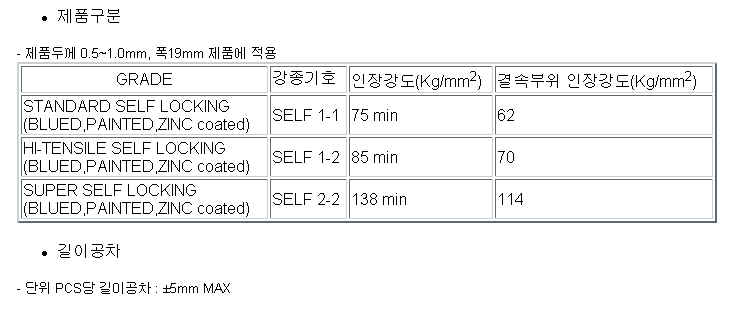 • 제품구분
- 제품두께 0.5~1.0mm, 폭19mm 제품에 적용
GRADE 강종기호 인장강도(Kg/mm²) 결속부위 인장강도(Kg/mm²)
STANDARD SELF LOCKING
(BLUED,PAINTED,ZINC coated) SELF 1-1 75 min 62
HI-TENSILE SELF LOCKING
(BLUED,PAINTED,ZINC coated) SELF 1-2 85 min 70
SUPER SELF LOCKING
(BLUED,PAINTED,ZINC coated) SELF 2-2 138 min 114
• 길이공차
- 단위 PCS당 길이공차 : ±5mm MAX